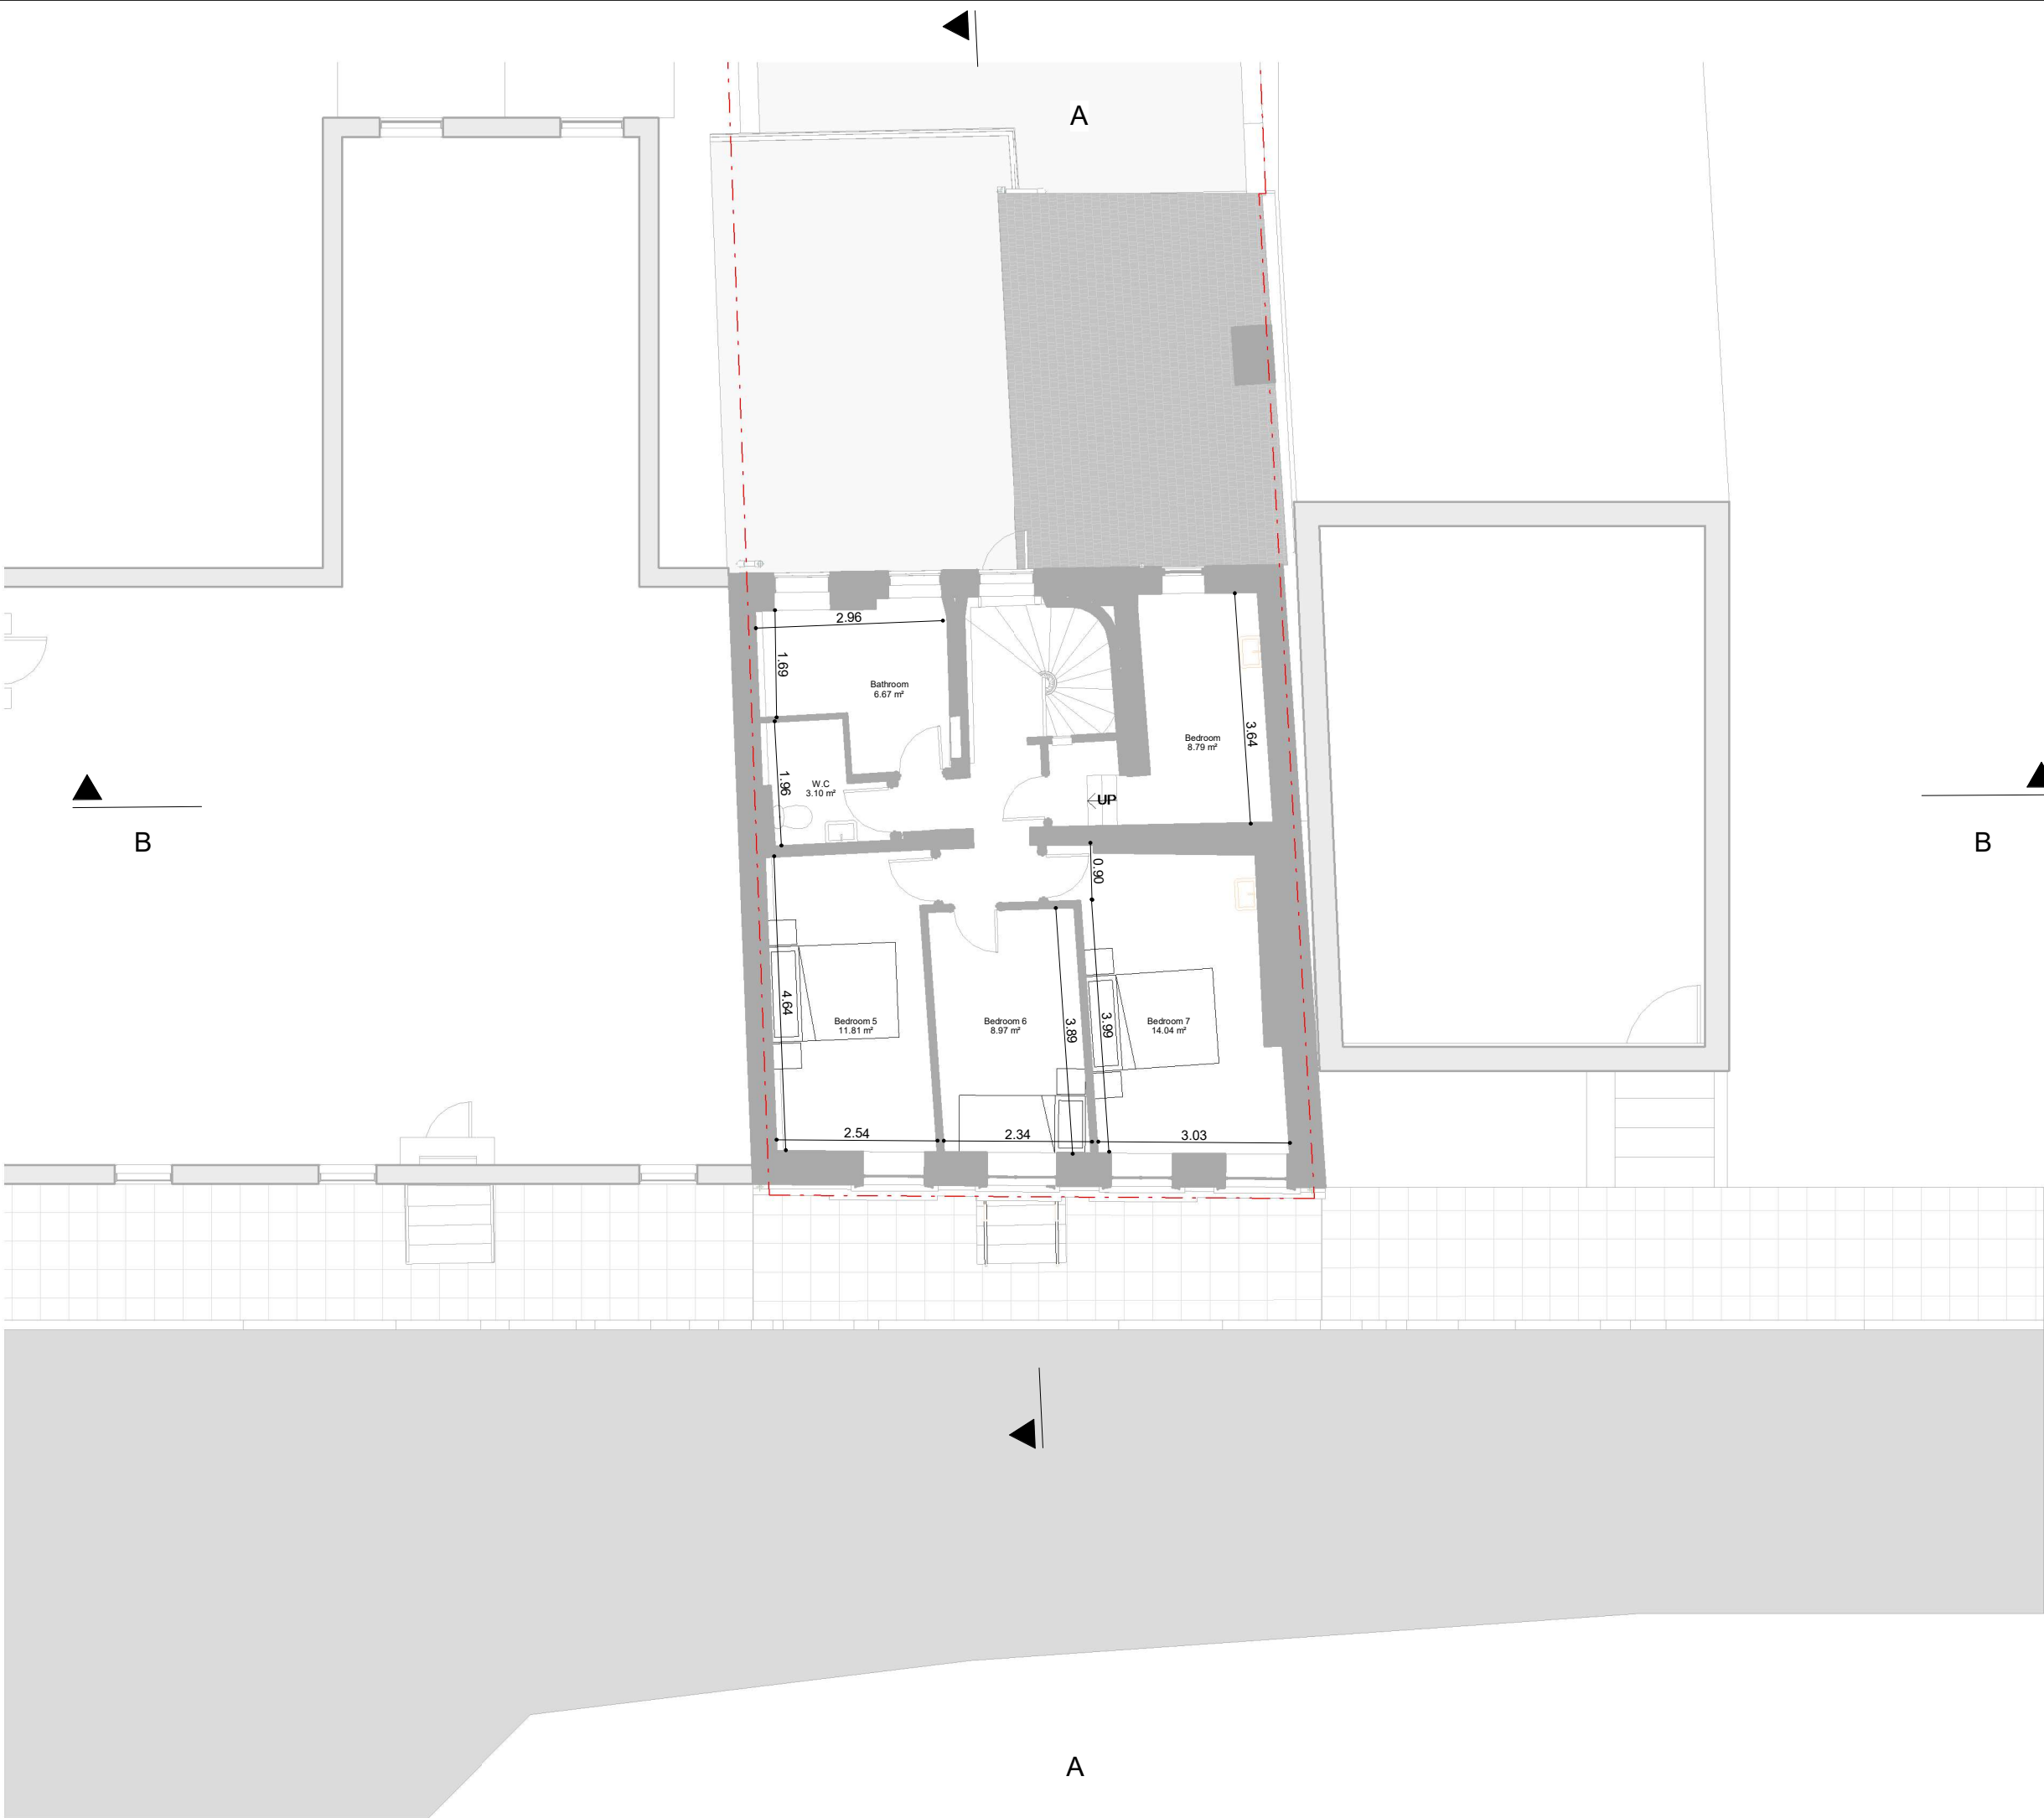 A
2.96
1.69
Bathroom
6.67 m²
Bedroom
8.79 m²
3.64
1.96
W.C
3.10 m²
UP
B
B
0.90
4.64
Bedroom 5
11.81 m²
Bedroom 6
8.97 m²
3.89
3.99
Bedroom 7
14.04 m²
2.54
2.34
3.03
A